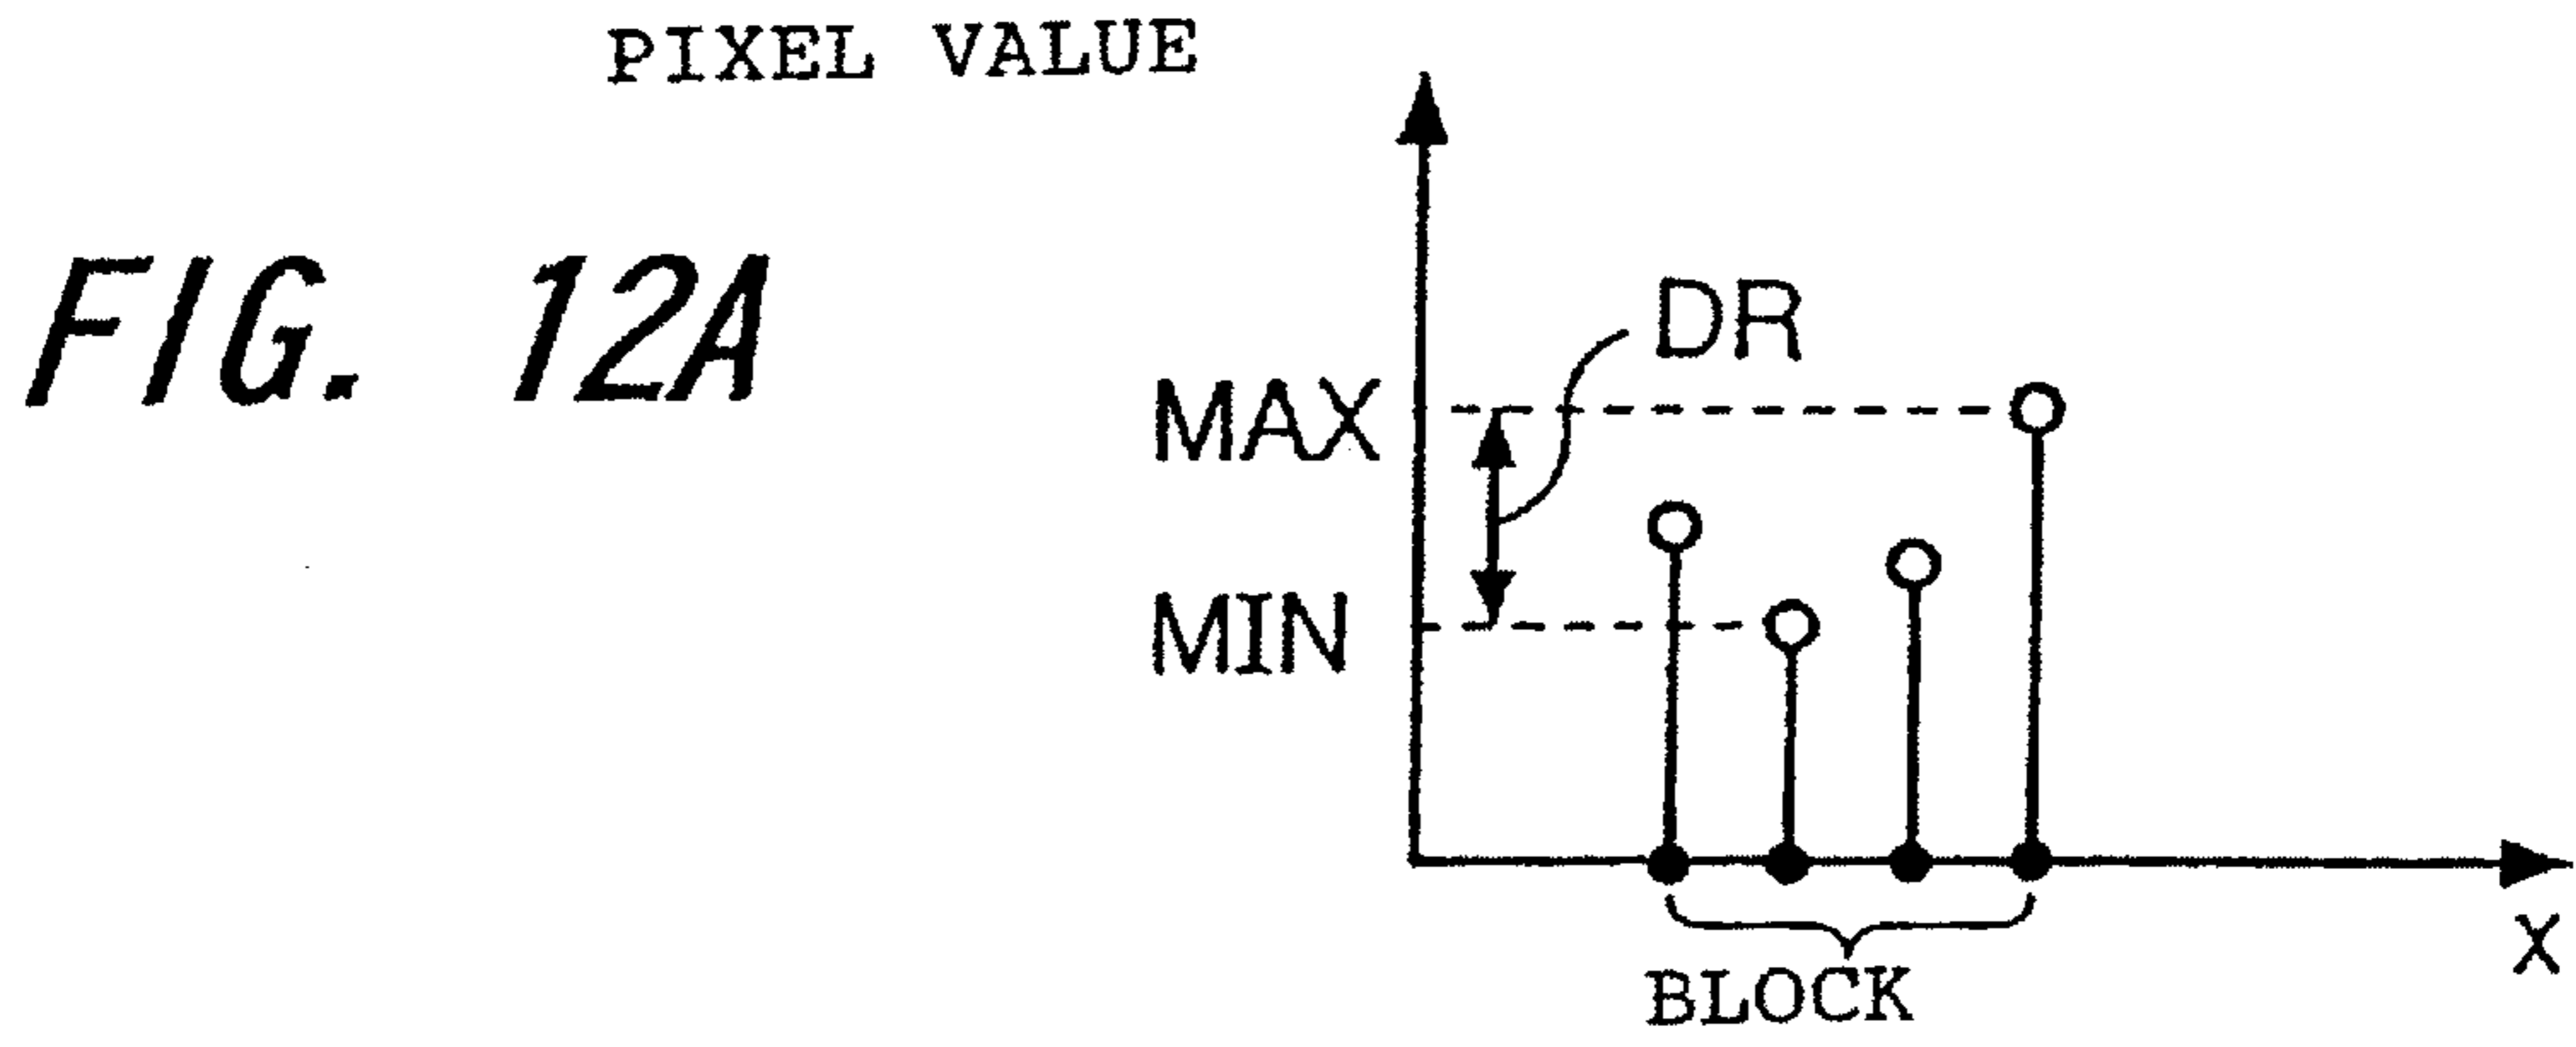 PIXEL VALUE
FIG. 12A
DR
MAX
MIN
X
BLOCK